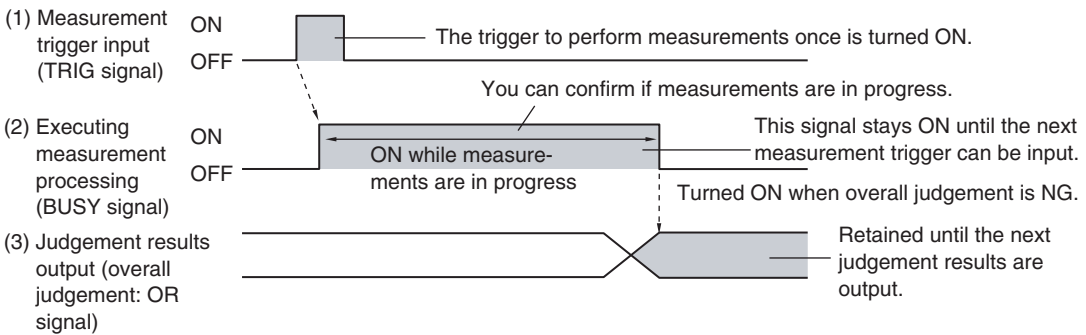 (1) Measurement
trigger input
(TRIG signal)
ON
OFF
The trigger to perform measurements once is turned ON.
You can confirm if measurements are in progress.
(2) Executing
measurement
processing
(BUSY signal)
ON
OFF
ON while measure-
ments are in progress
This signal stays ON until the next
measurement trigger can be input.
Turned ON when overall judgement is NG.
(3) Judgement results
output (overall
judgement: OR
signal)
Retained until the next
judgement results are
output.